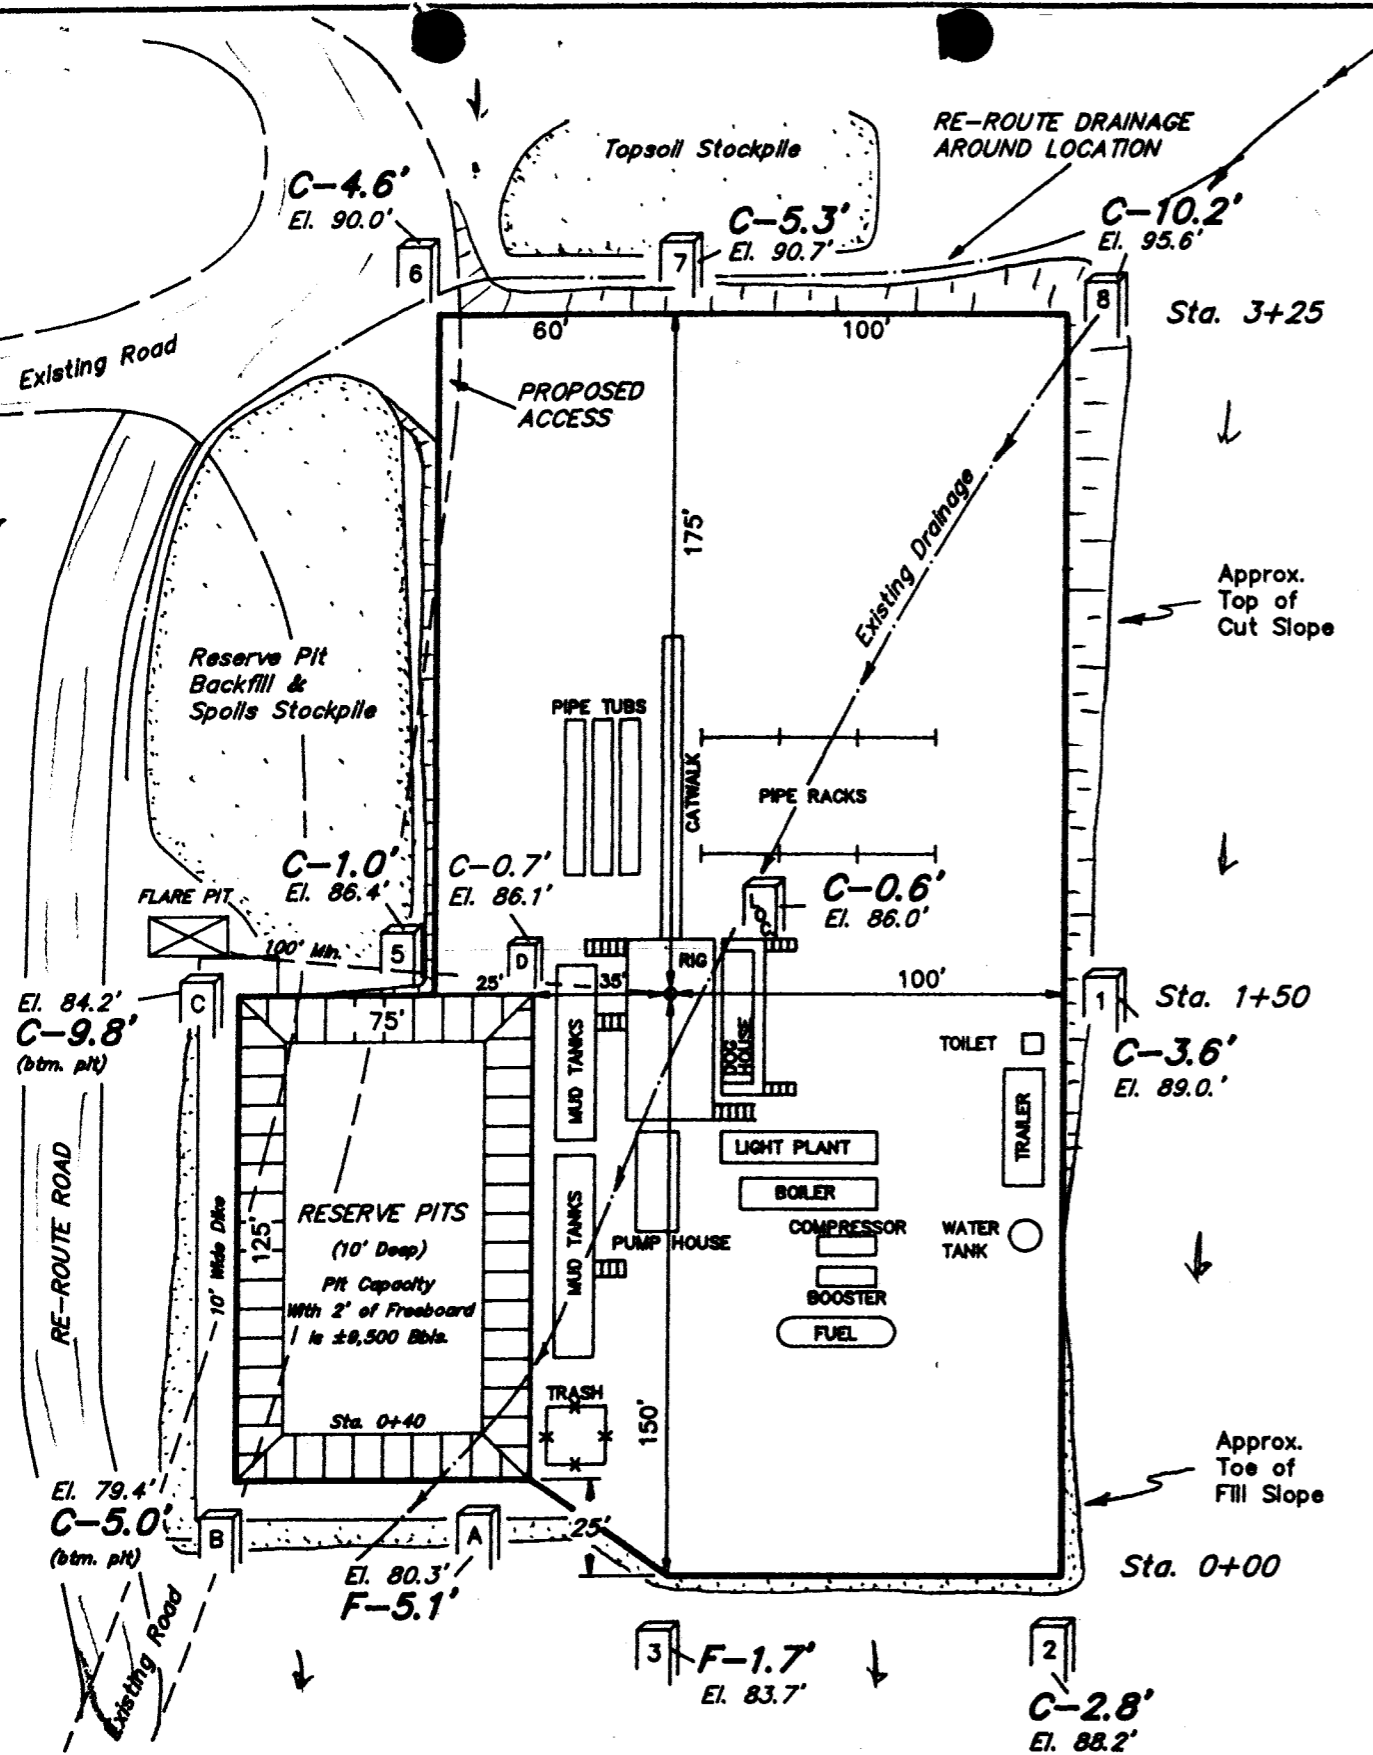 RE-ROUTE DRAINAGE
AROUND LOCATION
Topsoil Stockpile
C-4.6'
El. 90.0'
C-5.3'
El. 90.7'
C-10.2'
El. 95.6'
6
7
8
Sta. 3+25
60'
100'
Existing Road
PROPOSED
ACCESS
175'
Existing Drainage
Approx.
Top of
Cut Slope
Reserve Pit
Backfill &
Spoils Stockpile
PIPE TUBS
CATWALK
PIPE RACKS
C-1.0'
El. 86.4'
C-0.7'
El. 86.1'
C-0.6'
El. 86.0'
LOC
FLARE PIT
100' Min.
5
D
RIG
25'
35'
100'
El. 84.2'
C-9.8'
(btm. pit)
C
75'
1
Sta. 1+50
C-3.6'
El. 89.0.'
DOG
HOUSE
TOILET
MUD TANKS
TRAILER
LIGHT PLANT
BOILER
RE-ROUTE ROAD
10' Wide Dike
125'
RESERVE PITS
(10' Deep)
Pit Capacity
With 2' of Freeboard
Bbls.
MUD TANKS
PUMP HOUSE
COMPRESSOR
WATER
TANK
BOOSTER
FUEL
TRASH
Sta. 0+40
150'
Approx.
Toe of
Fill Slope
El. 79.4'
C-5.0'
(btm. pit)
B
A
25'
El. 80.3'
F-5.1'
Sta. 0+00
Existing Road
3
F-1.7'
El. 83.7'
2
C-2.8'
El. 88.2'